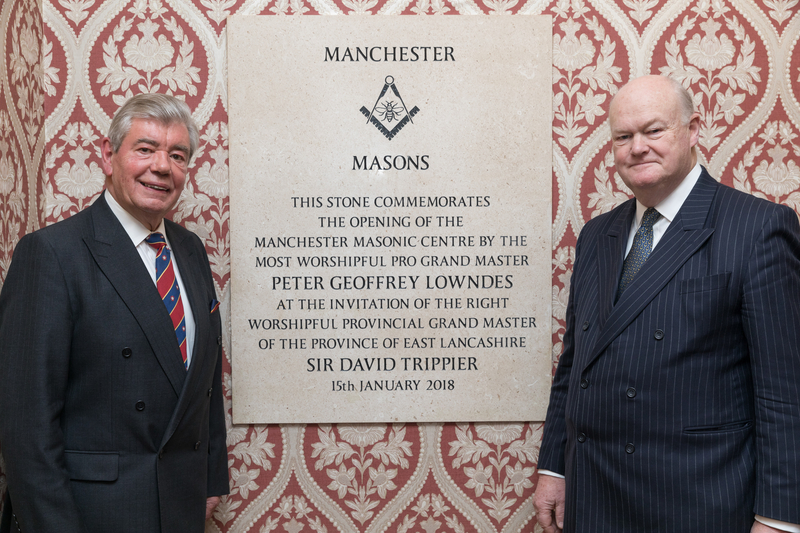 MANCHESTER
MASONS
THIS STONE COMMEMORATES
THE OPENING OF THE
MANCHESTER MASONIC CENTRE BY THE
MOST WORSHIPFUL PRO GRAND MASTER
PETER GEOFFREY LOWNDES
AT THE INVITATION OF THE RIGHT
WORSHIPFUL PROVINCIAL GRAND MASTER
OF THE PROVINCE OF EAST LANCASHIRE
SIR DAVID TRIPPIER
15th. JANUARY 2018